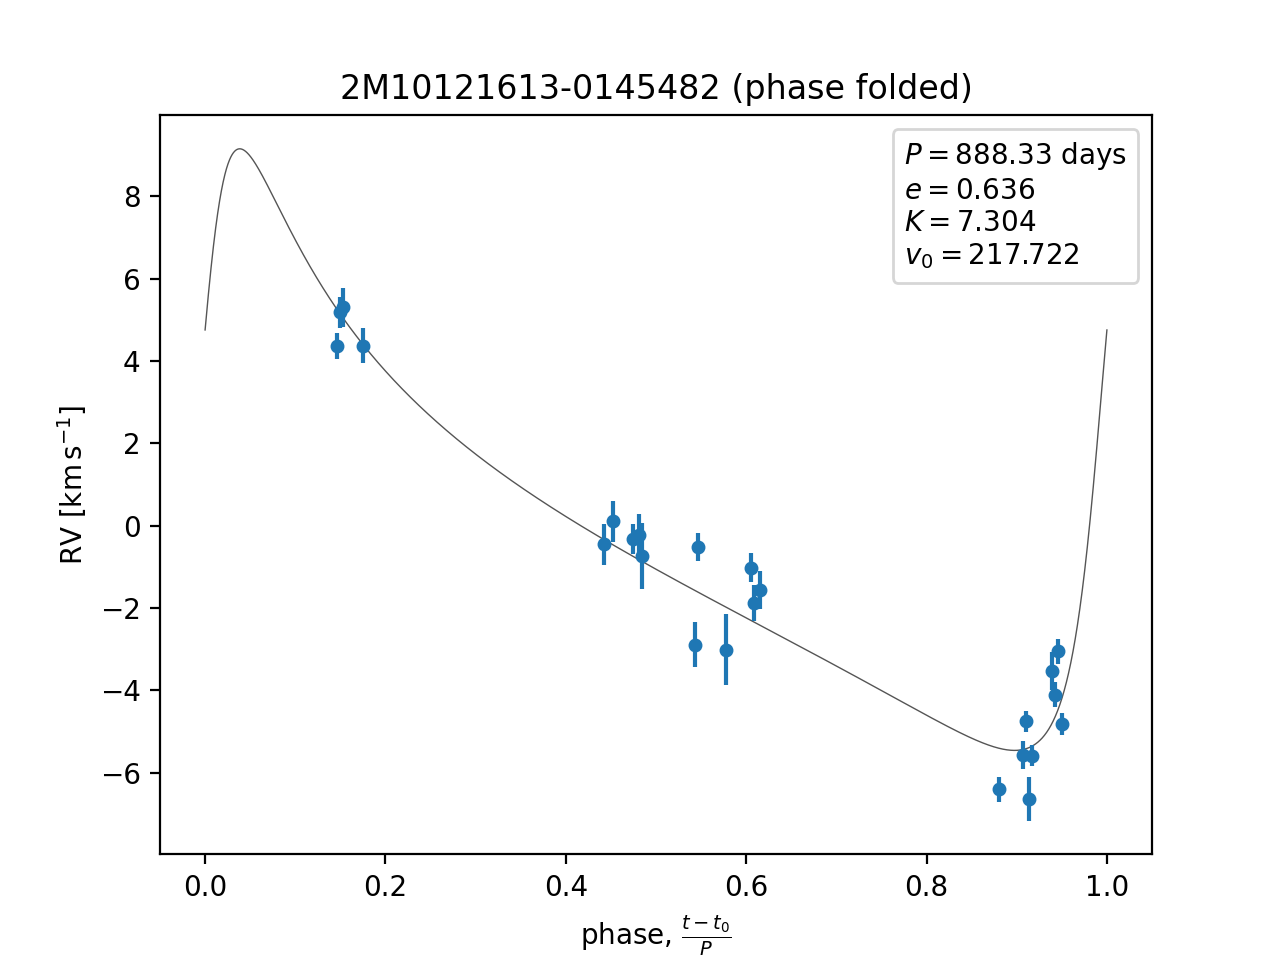 2M10121613-0145482 (phase folded)
P = 888.33 days
e = 0.636
K = 7.304
v₀ = 217.722
8
6
4
2
0
−2
−4
−6
RV [km s⁻¹]
0.0 0.2 0.4 0.6 0.8 1.0
phase, (t − t₀)/P